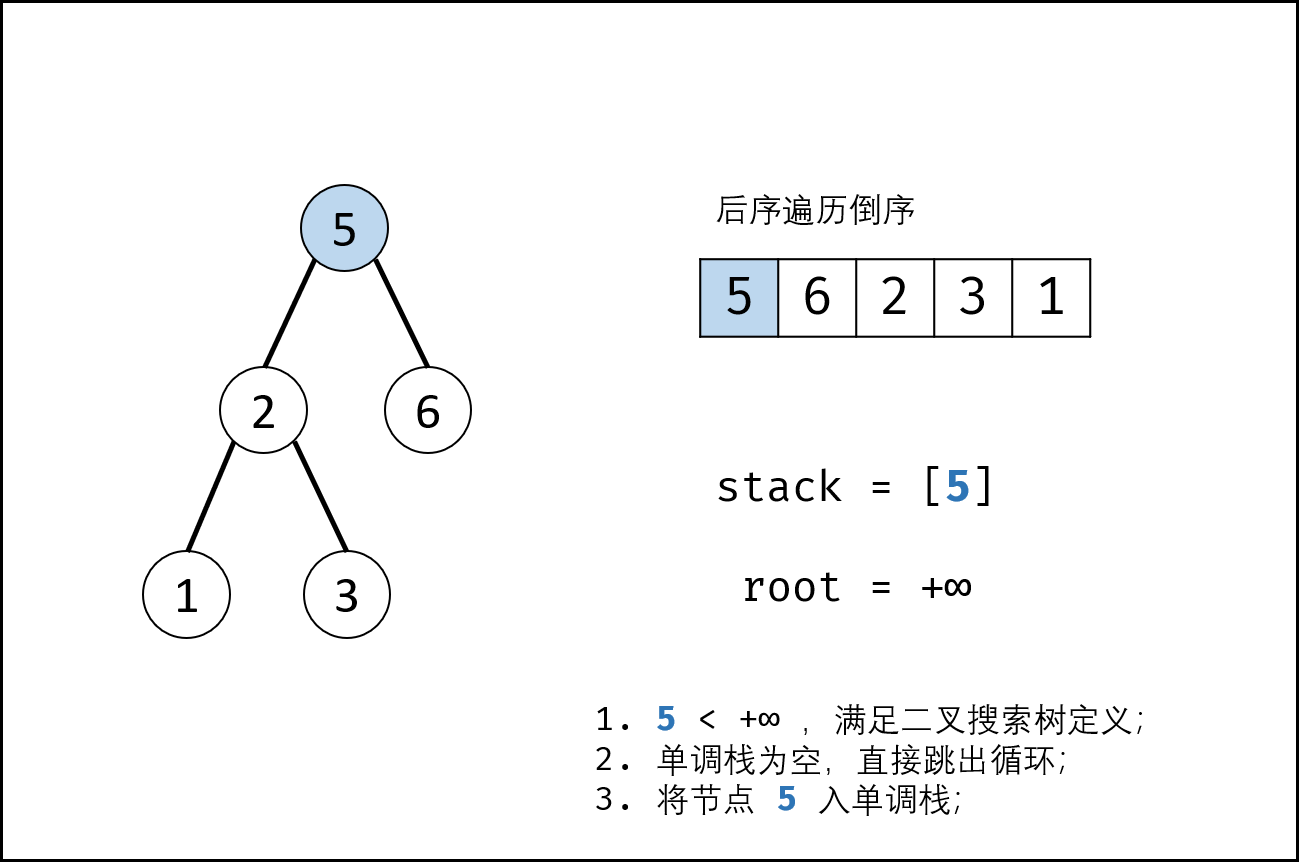 5
2 6
1 3
后序遍历倒序
5 6 2 3 1
stack = [5]
root = +∞
1. 5 < +∞ ，满足二叉搜索树定义；
2. 单调栈为空，直接跳出循环；
3. 将节点 5 入单调栈；